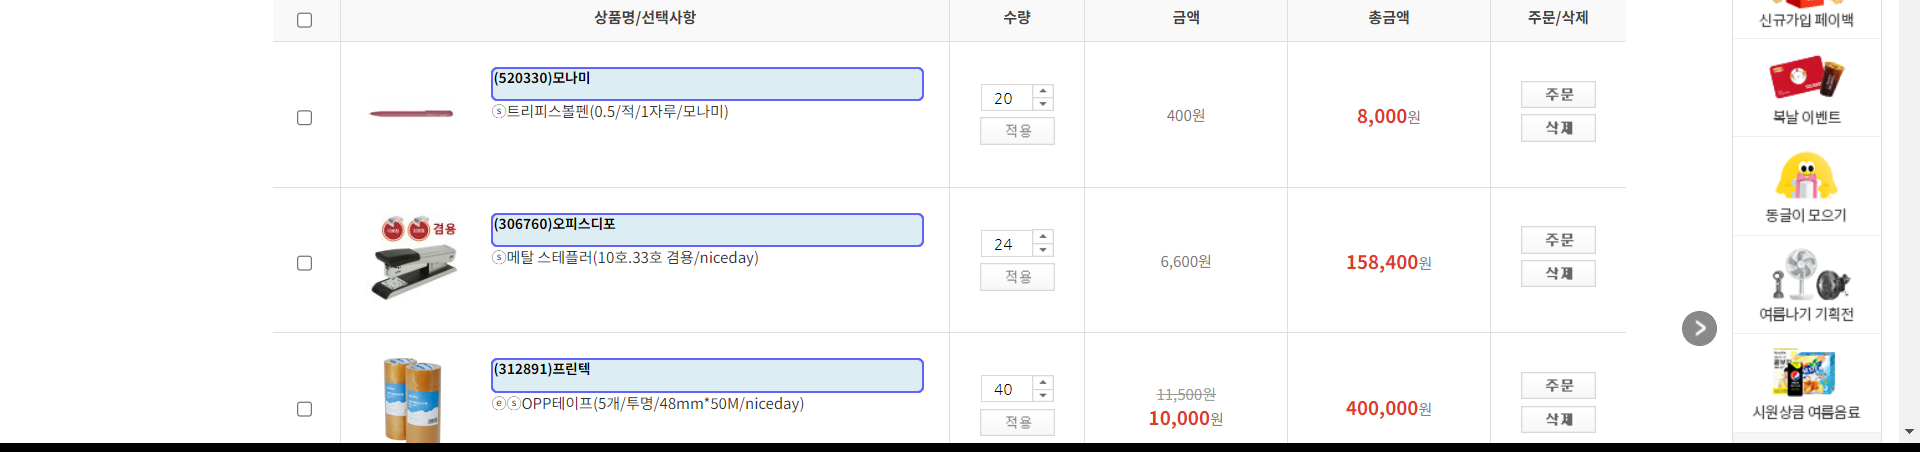 상품명/선택사항 수량 금액 총금액 주문/삭제
(520330)모나미
ⓢ트리피스볼펜(0.5/적/1자루/모나미)
20
적용
400원
8,000원
주문
삭제
겸용
(306760)오피스디포
ⓢ메탈 스테플러(10호.33호 겸용/niceday)
24
적용
6,600원
158,400원
주문
삭제
(312891)프린텍
ⓔⓢOPP테이프(5개/투명/48mm*50M/niceday)
40
적용
11,500원
10,000원
400,000원
주문
삭제
신규가입 페이백
복날 이벤트
동글이 모으기
여름나기 기획전
시원상큼 여름음료